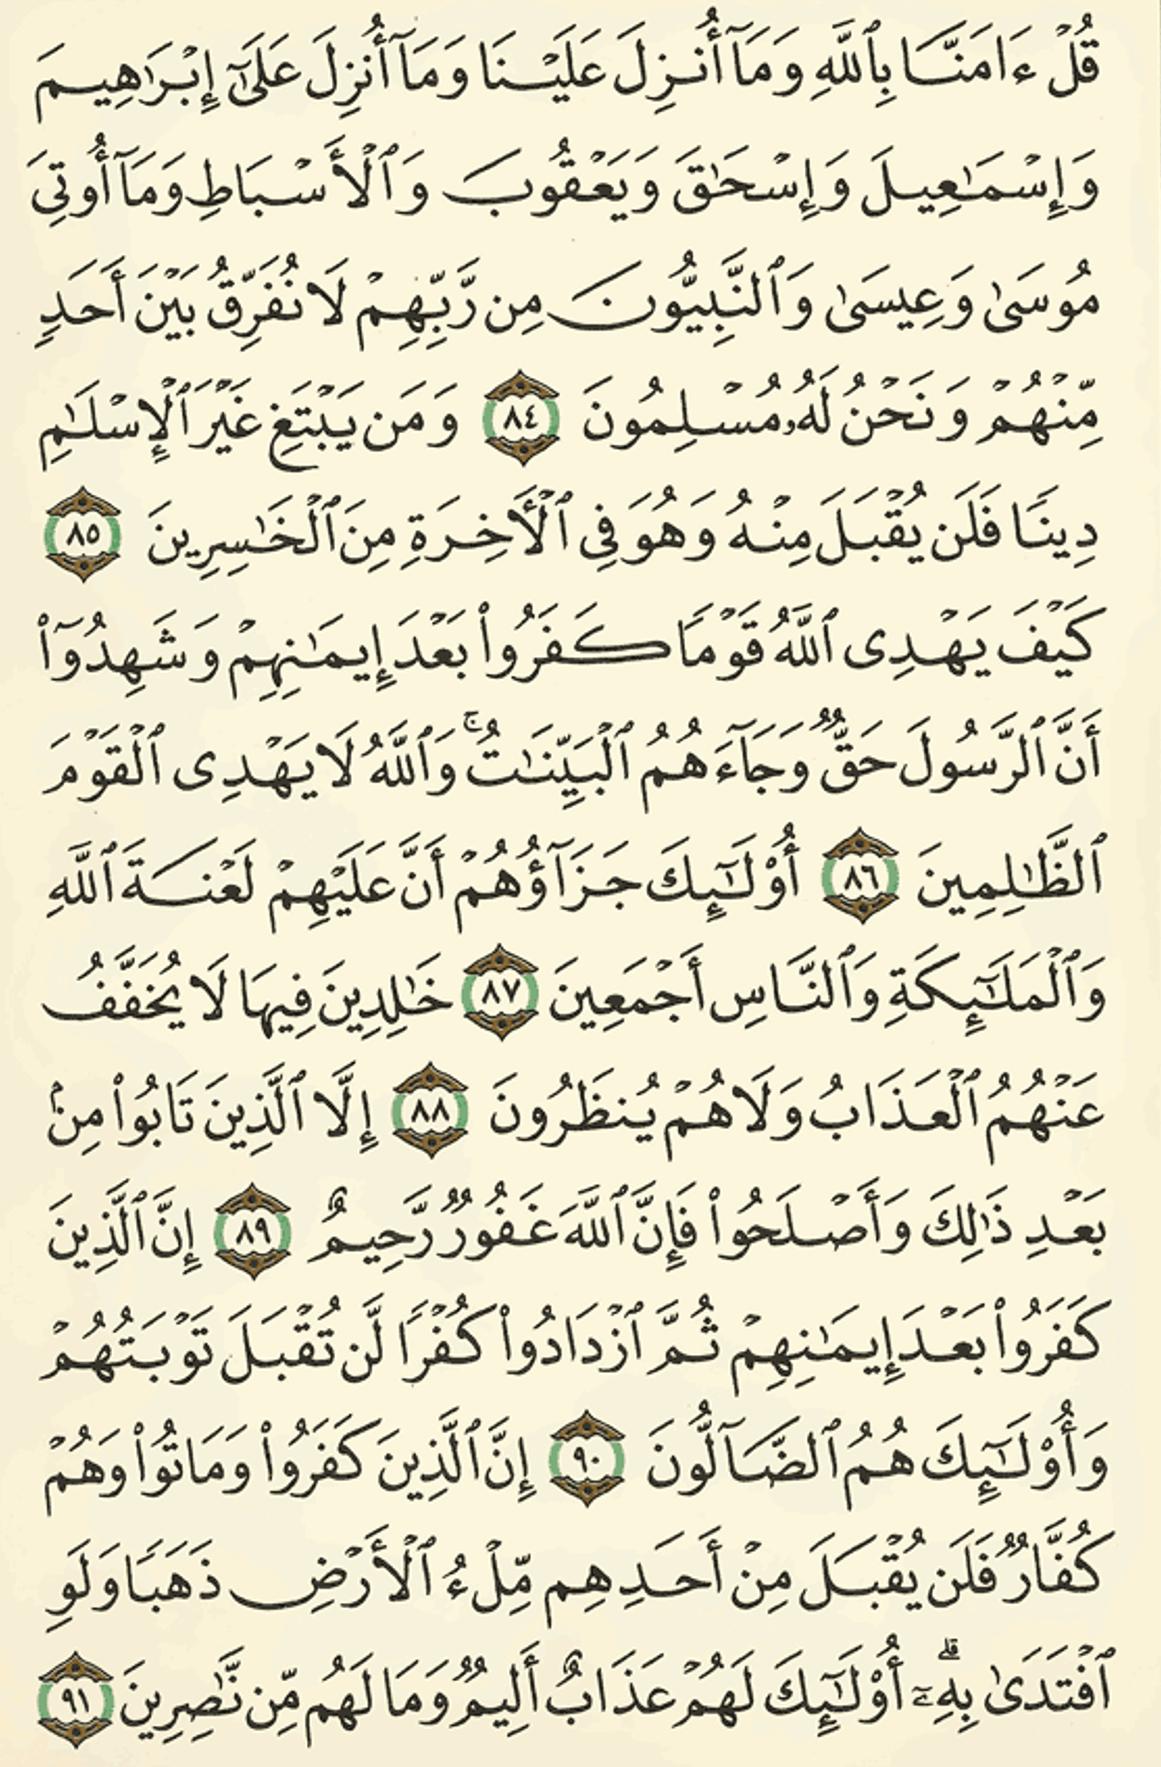 قُلْ ءَامَنَّا بِٱللَّهِ وَمَآ أُنزِلَ عَلَيْنَا وَمَآ أُنزِلَ عَلَىٰٓ إِبْرَٰهِيمَ
وَإِسْمَٰعِيلَ وَإِسْحَٰقَ وَيَعْقُوبَ وَٱلْأَسْبَاطِ وَمَآ أُوتِىَ
مُوسَىٰ وَعِيسَىٰ وَٱلنَّبِيُّونَ مِن رَّبِّهِمْ لَا نُفَرِّقُ بَيْنَ أَحَدٍ
مِّنْهُمْ وَنَحْنُ لَهُۥ مُسْلِمُونَ ٨٤ وَمَن يَبْتَغِ غَيْرَ ٱلْإِسْلَٰمِ
دِينًا فَلَن يُقْبَلَ مِنْهُ وَهُوَ فِى ٱلْأَخِرَةِ مِنَ ٱلْخَٰسِرِينَ ٨٥
كَيْفَ يَهْدِى ٱللَّهُ قَوْمًا كَفَرُوا۟ بَعْدَ إِيمَٰنِهِمْ وَشَهِدُوٓا۟
أَنَّ ٱلرَّسُولَ حَقٌّ وَجَآءَهُمُ ٱلْبَيِّنَٰتُ ۚ وَٱللَّهُ لَا يَهْدِى ٱلْقَوْمَ
ٱلظَّٰلِمِينَ ٨٦ أُو۟لَٰٓئِكَ جَزَآؤُهُمْ أَنَّ عَلَيْهِمْ لَعْنَةَ ٱللَّهِ
وَٱلْمَلَٰٓئِكَةِ وَٱلنَّاسِ أَجْمَعِينَ ٨٧ خَٰلِدِينَ فِيهَا لَا يُخَفَّفُ
عَنْهُمُ ٱلْعَذَابُ وَلَا هُمْ يُنظَرُونَ ٨٨ إِلَّا ٱلَّذِينَ تَابُوا۟ مِنۢ
بَعْدِ ذَٰلِكَ وَأَصْلَحُوا۟ فَإِنَّ ٱللَّهَ غَفُورٌ رَّحِيمٌ ٨٩ إِنَّ ٱلَّذِينَ
كَفَرُوا۟ بَعْدَ إِيمَٰنِهِمْ ثُمَّ ٱزْدَادُوا۟ كُفْرًا لَّن تُقْبَلَ تَوْبَتُهُمْ
وَأُو۟لَٰٓئِكَ هُمُ ٱلضَّآلُّونَ ٩٠ إِنَّ ٱلَّذِينَ كَفَرُوا۟ وَمَاتُوا۟ وَهُمْ
كُفَّارٌ فَلَن يُقْبَلَ مِنْ أَحَدِهِم مِّلْءُ ٱلْأَرْضِ ذَهَبًا وَلَوِ
ٱفْتَدَىٰ بِهِۦٓ ۗ أُو۟لَٰٓئِكَ لَهُمْ عَذَابٌ أَلِيمٌ وَمَا لَهُم مِّن نَّٰصِرِينَ ٩١